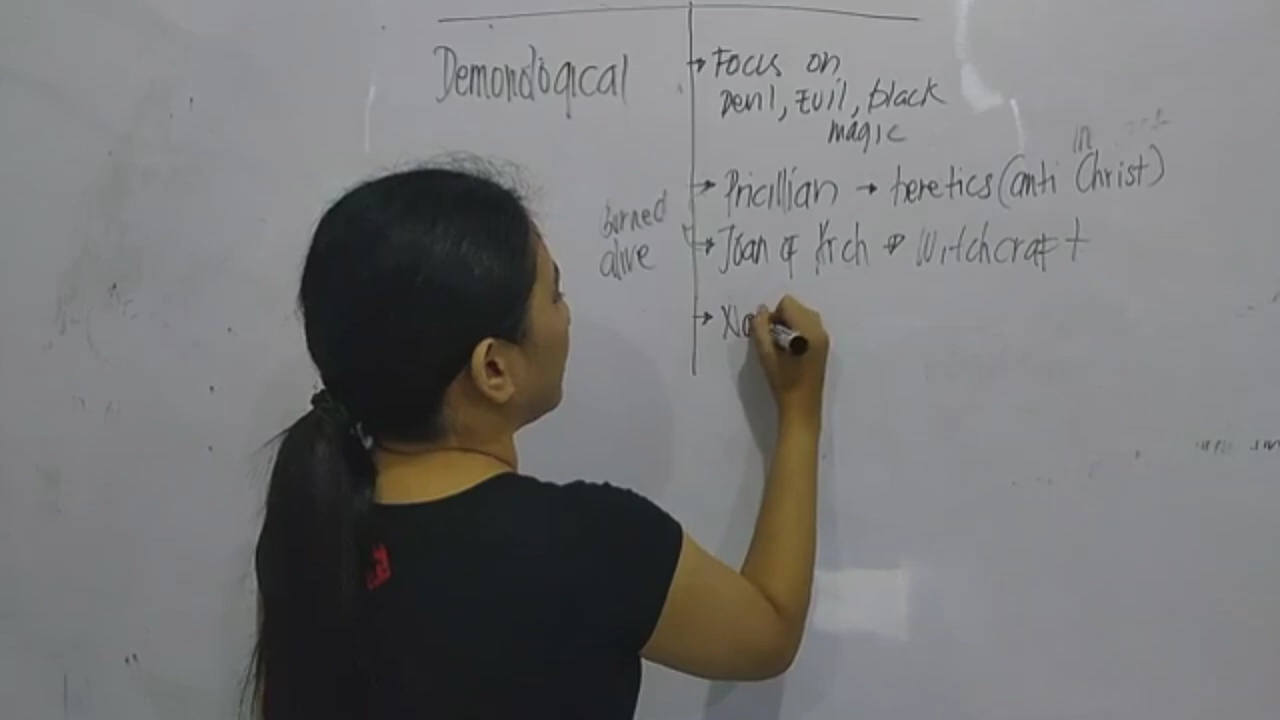 Demonological
→ Focus on
Devil, Evil, black
magic
in
→ Pricillian → heretics (anti Christ)
burned
alive
→ Joan of Arch → Witchcraft